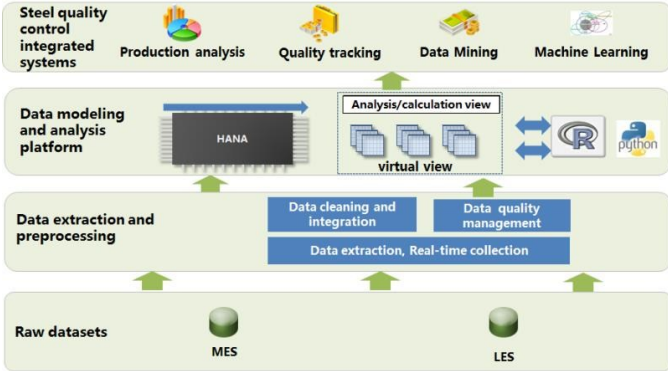 Steel quality
control
integrated
systems
Production analysis
Quality tracking
Data Mining
Machine Learning
Data modeling
and analysis
platform
HANA
Analysis/calculation view
virtual view
R
python
Data extraction and
preprocessing
Data cleaning and
integration
Data quality
management
Data extraction, Real-time collection
Raw datasets
MES
LES